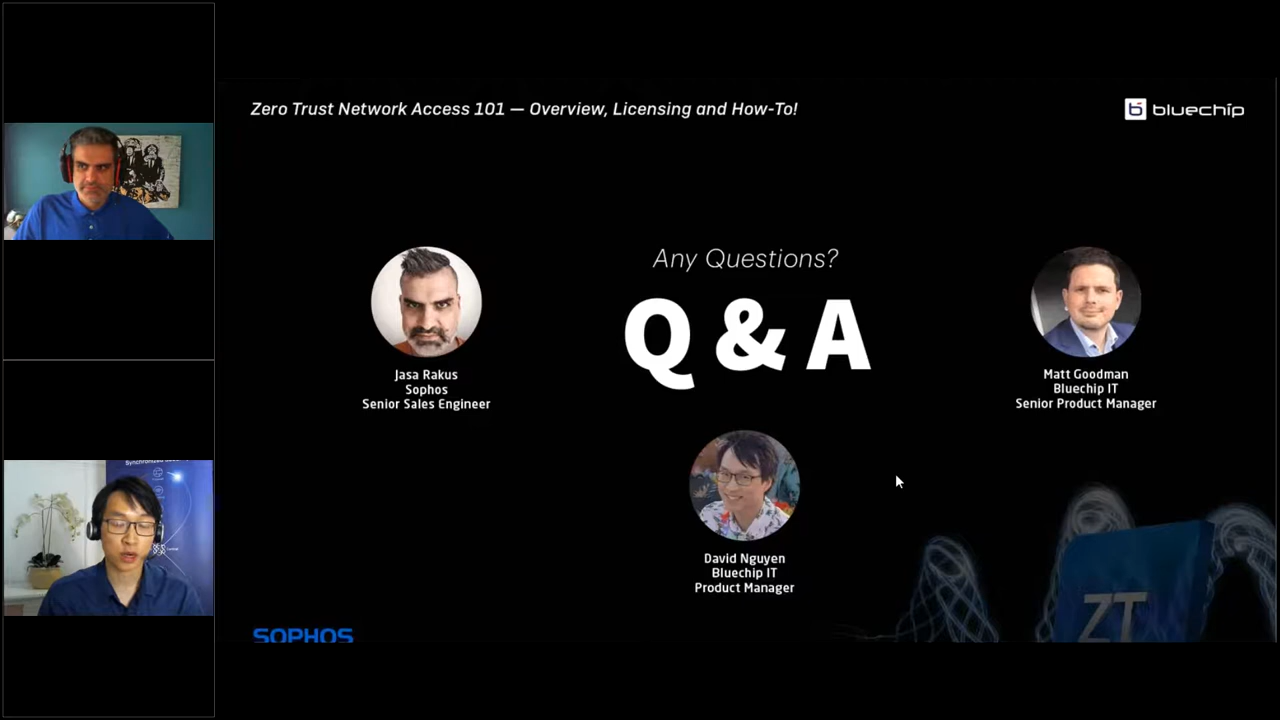 Zero Trust Network Access 101 — Overview, Licensing and How-To!
b bluechip
Any Questions?
Q & A
Jasa Rakus
Sophos
Senior Sales Engineer
Matt Goodman
Bluechip IT
Senior Product Manager
David Nguyen
Bluechip IT
Product Manager
ZT
SOPHOS